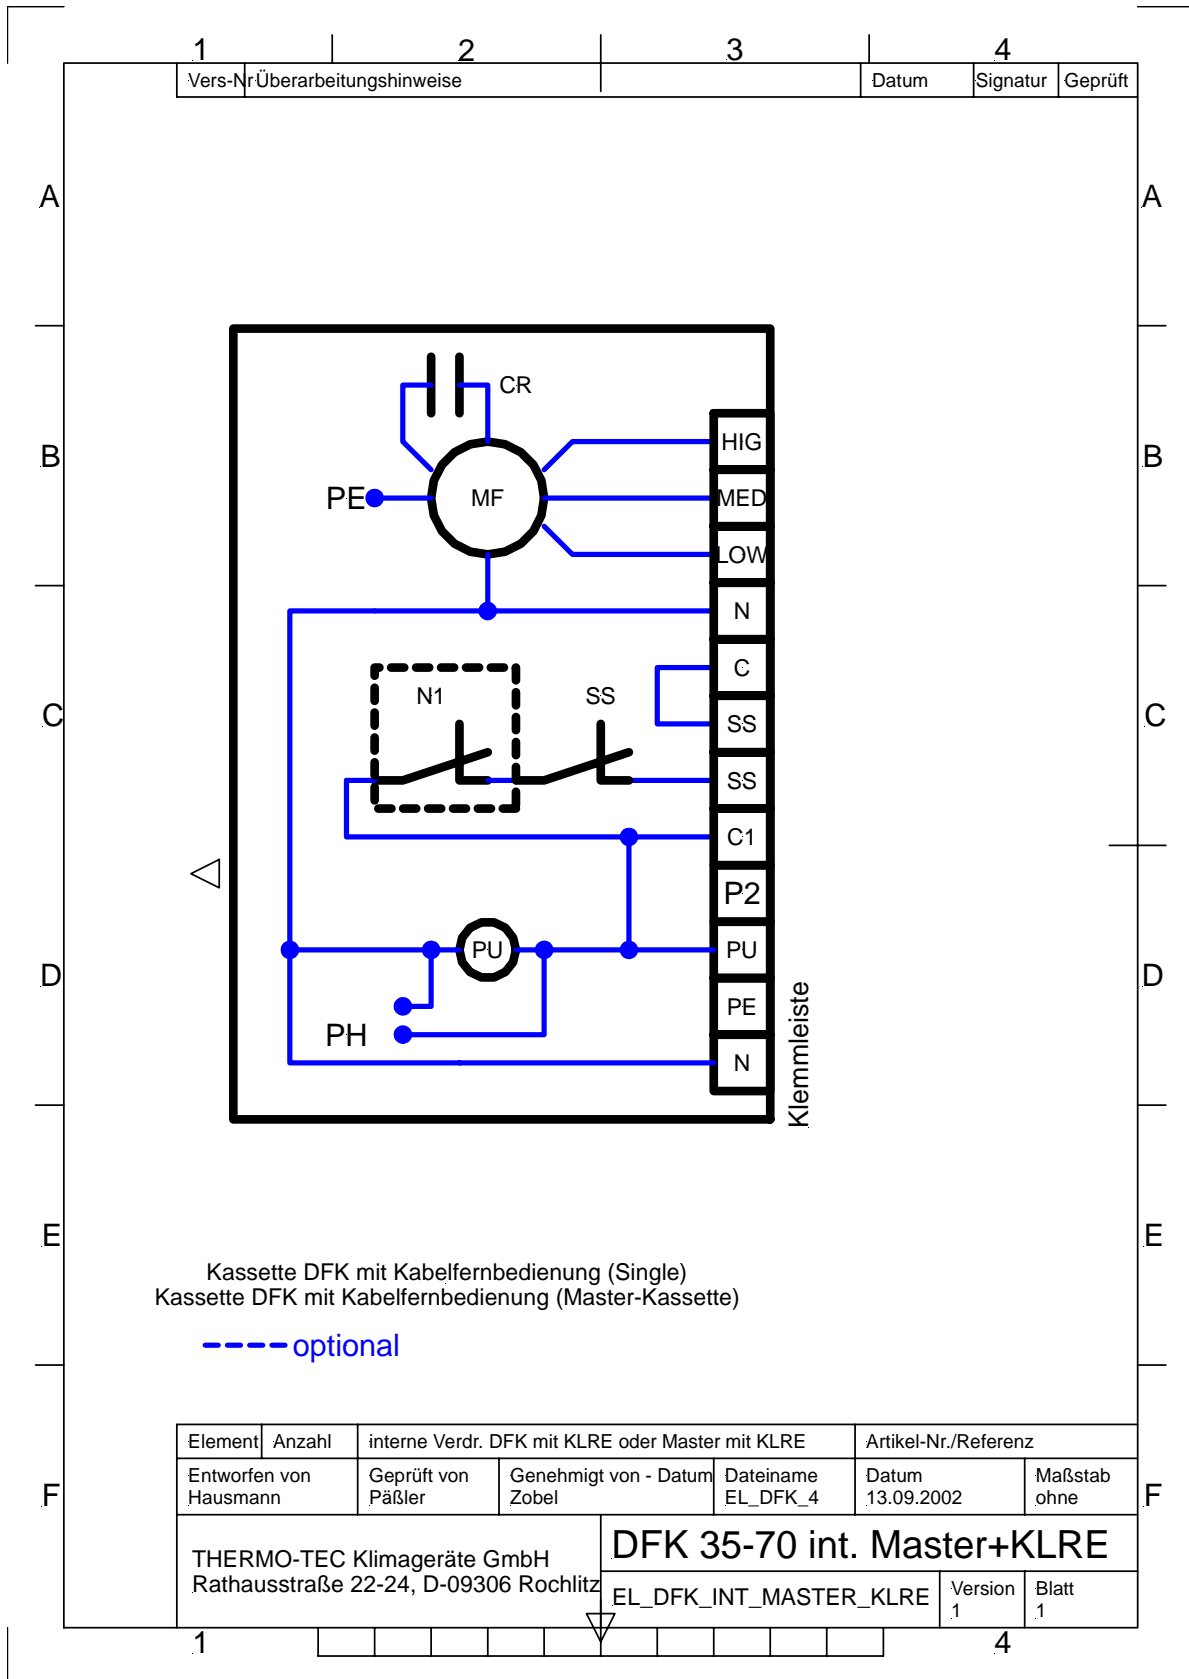 1 2 3 4
Vers-Nr Überarbeitungshinweise Datum Signatur Geprüft
A A
CR
HIG
B B
PE MF MED
LOW
N
C
N1 SS
C C
SS
SS
C1
P2
PU PU
D D
PE
PH
N
Klemmleiste
E E
Kassette DFK mit Kabelfernbedienung (Single)
Kassette DFK mit Kabelfernbedienung (Master-Kassette)
optional
Element Anzahl interne Verdr. DFK mit KLRE oder Master mit KLRE Artikel-Nr./Referenz
Entworfen von Geprüft von Genehmigt von - Datum Dateiname Datum Maßstab
Hausmann Päßler Zobel EL_DFK_4 13.09.2002 ohne
F F
THERMO-TEC Klimageräte GmbH
Rathausstraße 22-24, D-09306 Rochlitz
DFK 35-70 int. Master+KLRE
EL_DFK_INT_MASTER_KLRE Version Blatt
1 1
1 4